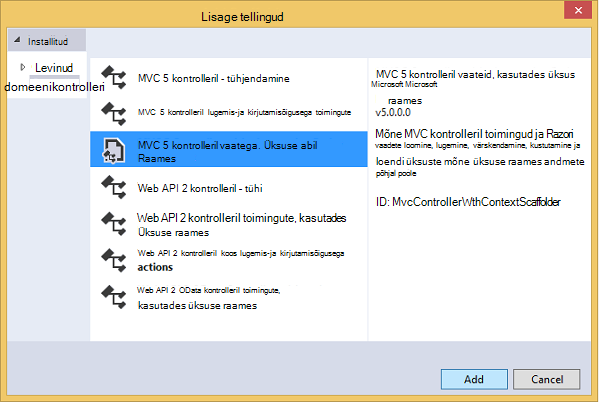 Lisage tellingud
Installitud
Levinud
domeenikontrolleri
MVC 5 kontrolleril - tühjendamine
MVC 5 kontrolleril lugemis-ja kirjutamisõigusega toimingute
MVC 5 kontrolleril vaatega. Üksuse abil
Raames
Web API 2 kontrolleril - tühi
Web API 2 kontrolleril toimingute, kasutades
Üksuse raames
Web API 2 kontrolleril koos lugemis-ja kirjutamisõigusega
actions
Web API 2 OData kontrolleril toimingute,
kasutades üksuse raames
MVC 5 kontrolleril vaateid, kasutades üksus
Microsoft Microsoft
raames
v5.0.0.0
Mõne MVC kontrolleril toimingud ja Razori
vaadete loomine, lugemine, värskendamine, kustutamine ja
loendi üksuste mõne üksuse raames andmete
põhjal poole
ID: MvcControllerWthContextScaffolder
Add
Cancel